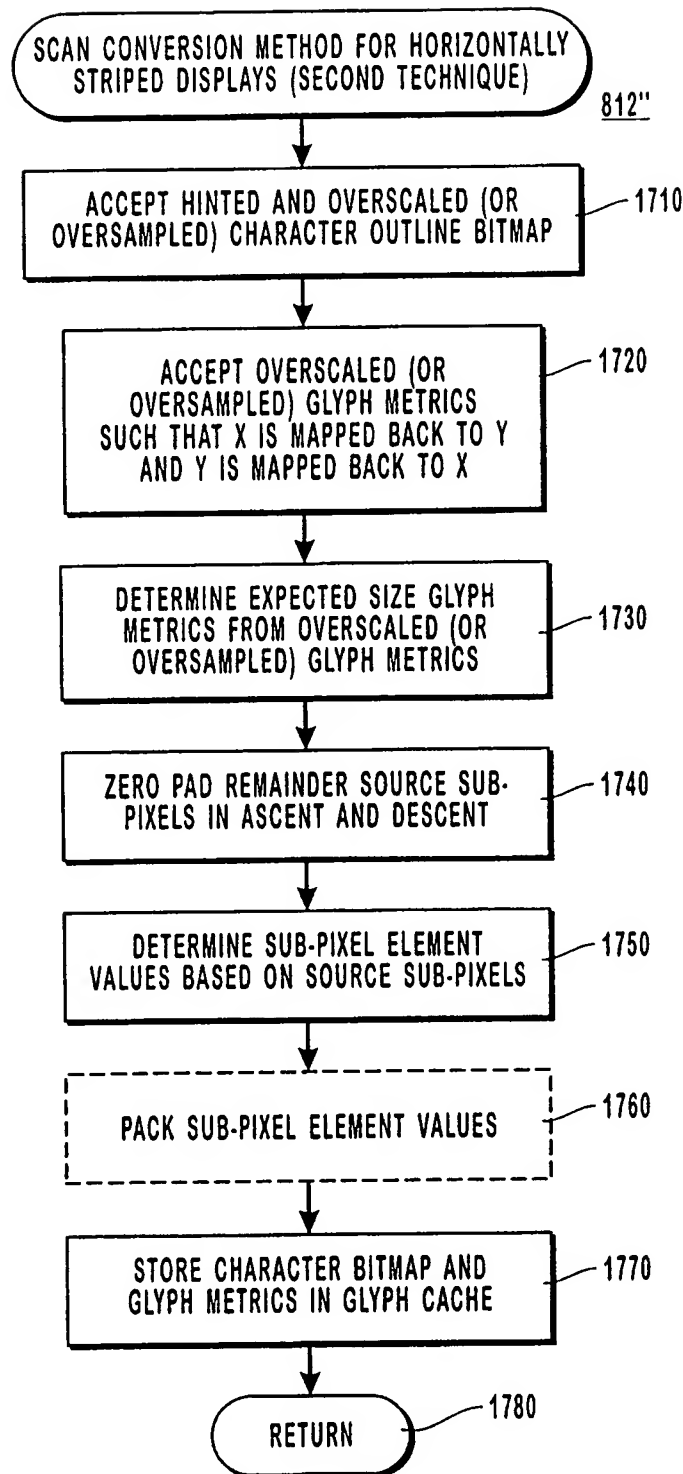 SCAN CONVERSION METHOD FOR HORIZONTALLY
STRIPED DISPLAYS (SECOND TECHNIQUE)
812"
ACCEPT HINTED AND OVERSCALED (OR
OVERSAMPLED) CHARACTER OUTLINE BITMAP
1710
ACCEPT OVERSCALED (OR
OVERSAMPLED) GLYPH METRICS
SUCH THAT X IS MAPPED BACK TO Y
AND Y IS MAPPED BACK TO X
1720
DETERMINE EXPECTED SIZE GLYPH
METRICS FROM OVERSCALED (OR
OVERSAMPLED) GLYPH METRICS
1730
ZERO PAD REMAINDER SOURCE SUB-
PIXELS IN ASCENT AND DESCENT
1740
DETERMINE SUB-PIXEL ELEMENT
VALUES BASED ON SOURCE SUB-PIXELS
1750
PACK SUB-PIXEL ELEMENT VALUES
1760
STORE CHARACTER BITMAP AND
GLYPH METRICS IN GLYPH CACHE
1770
RETURN
1780